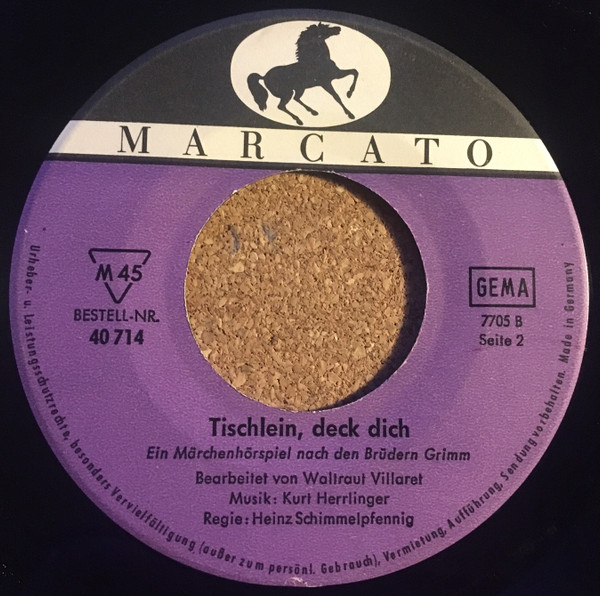 MARCATO
M 45
BESTELL-NR.
40 714
GEMA
7705 B
Seite 2
Tischlein, deck dich
Ein Märchenhörspiel nach den Brüdern Grimm
Bearbeitet von Waltraut Villaret
Musik: Kurt Herrlinger
Regie: Heinz Schimmelpfennig
Urheber- u. Leistungsschutzrechte, besonders Vervielfältigung (außer zum persönl. Gebrauch), Vermietung, Aufführung, Sendung vorbehalten. Made in Germany